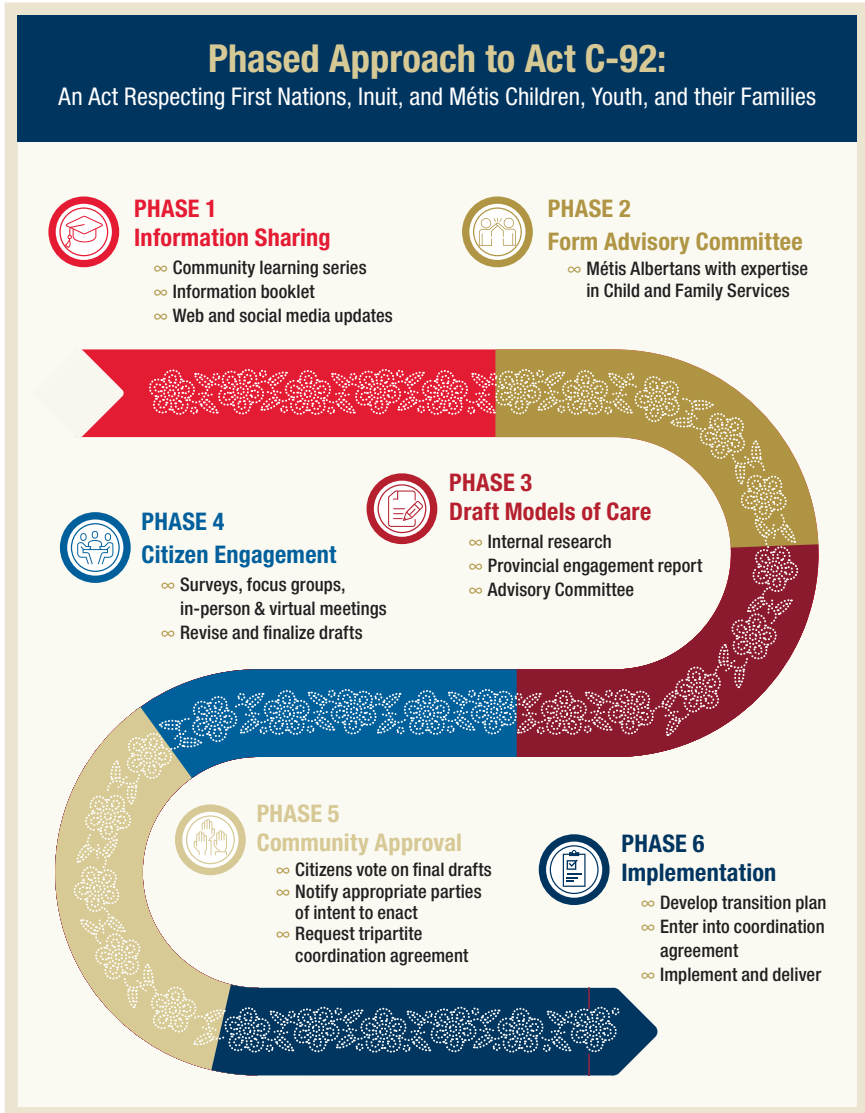 Phased Approach to Act C-92:
An Act Respecting First Nations, Inuit, and Métis Children, Youth, and their Families
PHASE 1
Information Sharing
∞ Community learning series
∞ Information booklet
∞ Web and social media updates
PHASE 2
Form Advisory Committee
∞ Métis Albertans with expertise
in Child and Family Services
PHASE 3
Draft Models of Care
∞ Internal research
∞ Provincial engagement report
∞ Advisory Committee
PHASE 4
Citizen Engagement
∞ Surveys, focus groups,
in-person & virtual meetings
∞ Revise and finalize drafts
PHASE 5
Community Approval
∞ Citizens vote on final drafts
∞ Notify appropriate parties
of intent to enact
∞ Request tripartite
coordination agreement
PHASE 6
Implementation
∞ Develop transition plan
∞ Enter into coordination
agreement
∞ Implement and deliver